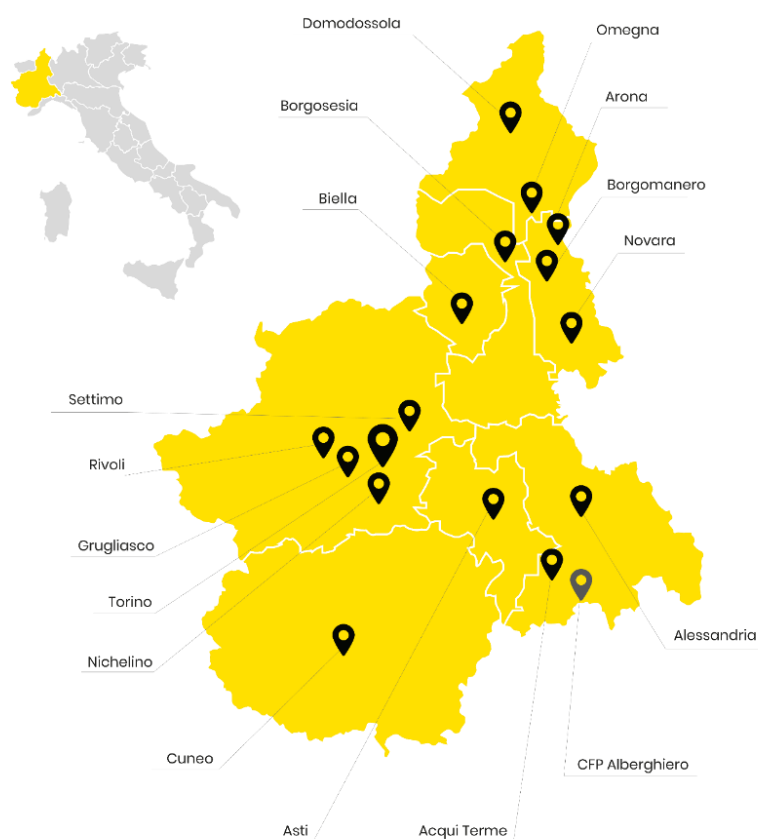 Domodossola
Omegna
Borgosesia
Arona
Biella
Borgomanero
Novara
Settimo
Rivoli
Grugliasco
Torino
Nichelino
Alessandria
Cuneo
CFP Alberghiero
Asti
Acqui Terme